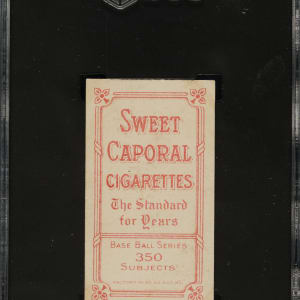 SWEET
CAPORAL
CIGARETTES
The Standard
for Years
BASE BALL SERIES
350
SUBJECTS